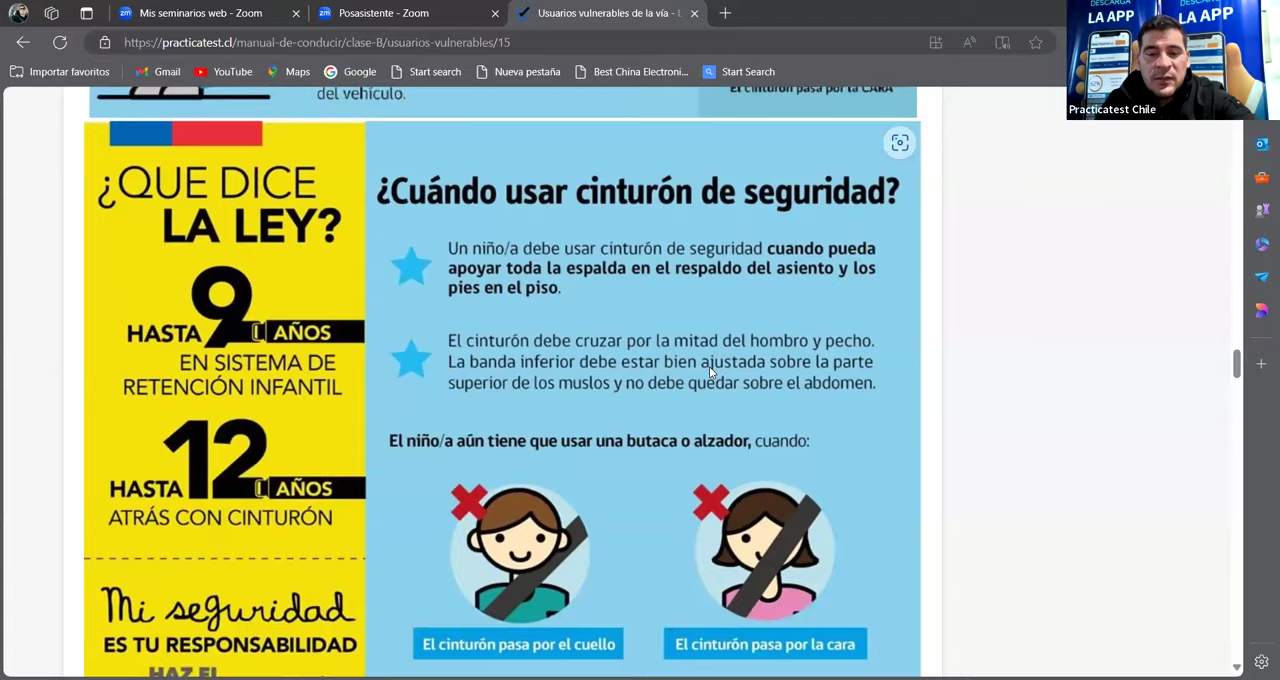 Mis seminarios web - Zoom
Posasistente - Zoom
Usuarios vulnerables de la vía - L
https://practicatest.cl/manual-de-conducir/clase-B/usuarios-vulnerables/15
Importar favoritos
Gmail
YouTube
Maps
Google
Start search
Nueva pestaña
Best China Electroni...
Start Search
DESCARGA
LA APP
LA APP
Practicatest Chile
del vehículo.
El cinturón pasa por la CARA
¿QUE DICE
LA LEY?
HASTA 9 AÑOS
EN SISTEMA DE
RETENCIÓN INFANTIL
HASTA 12 AÑOS
ATRÁS CON CINTURÓN
Mi seguridad
ES TU RESPONSABILIDAD
HAZ EL
¿Cuándo usar cinturón de seguridad?
Un niño/a debe usar cinturón de seguridad cuando pueda
apoyar toda la espalda en el respaldo del asiento y los
pies en el piso.
El cinturón debe cruzar por la mitad del hombro y pecho.
La banda inferior debe estar bien ajustada sobre la parte
superior de los muslos y no debe quedar sobre el abdomen.
El niño/a aún tiene que usar una butaca o alzador, cuando:
El cinturón pasa por el cuello
El cinturón pasa por la cara